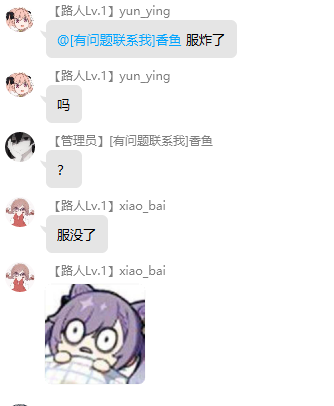 【路人Lv.1】yun_ying
@[有问题联系我]香鱼 服炸了
【路人Lv.1】yun_ying
吗
【管理员】[有问题联系我]香鱼
？
【路人Lv.1】xiao_bai
服没了
【路人Lv.1】xiao_bai